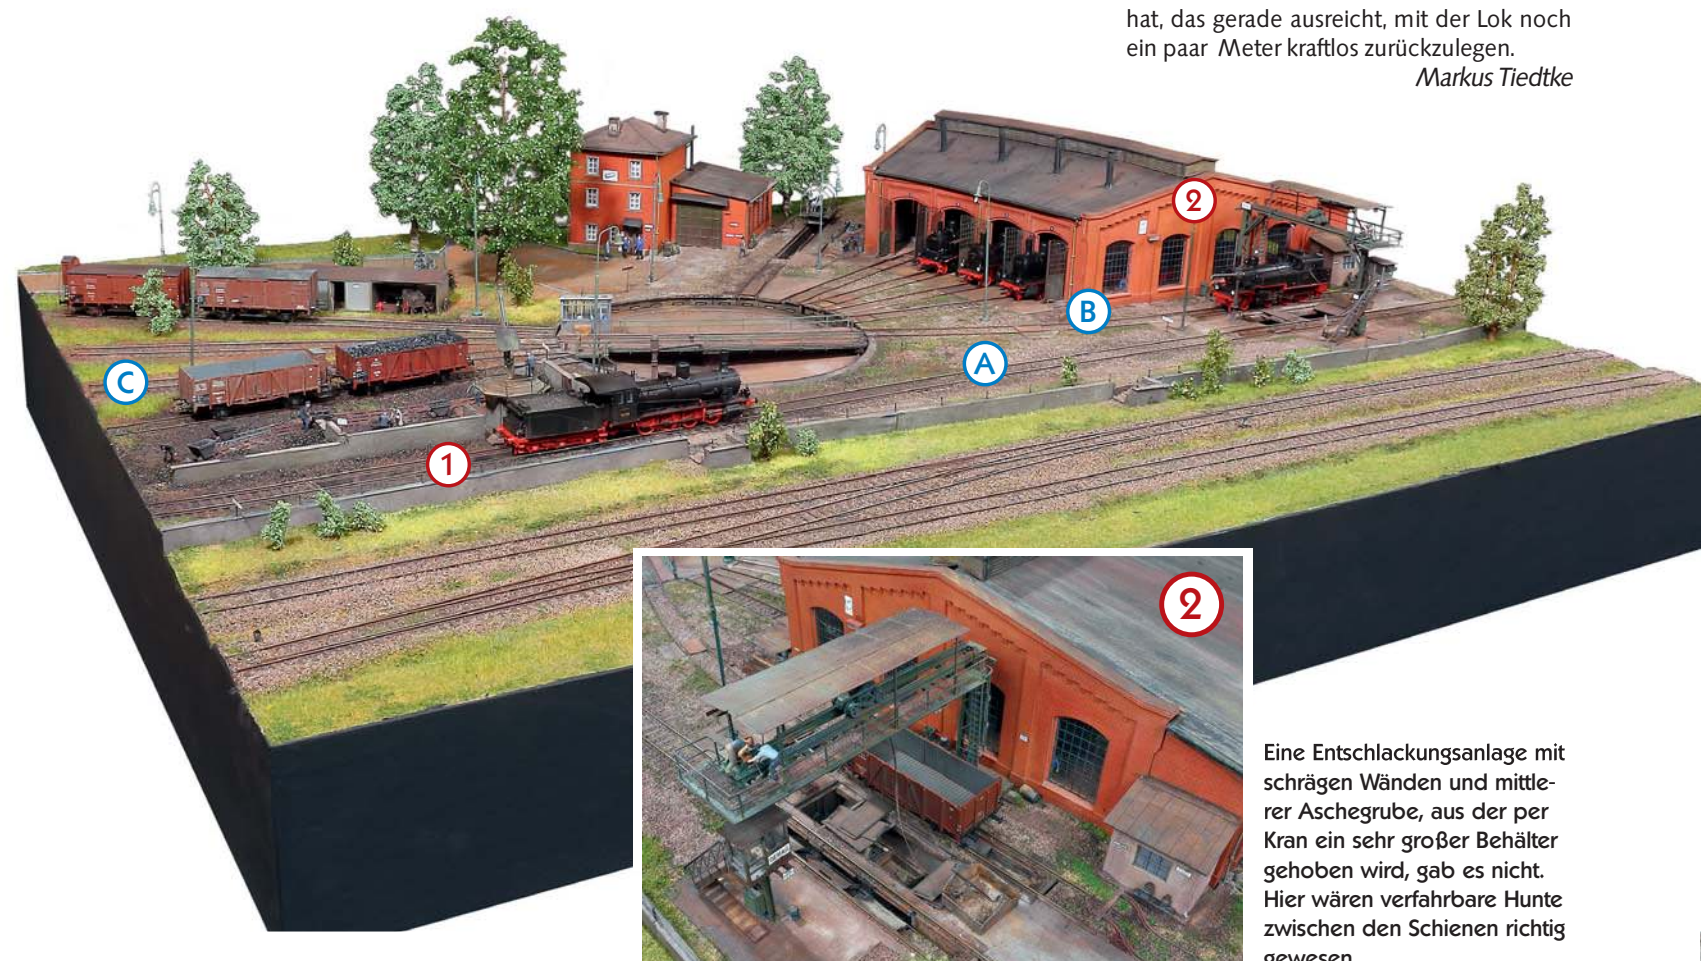 hat, das gerade ausreicht, mit der Lok noch
ein paar Meter kraftlos zurückzulegen.
Markus Tiedtke
2
B
A
C
1
2
Eine Entschlackungsanlage mit
schrägen Wänden und mittle-
rer Aschegrube, aus der per
Kran ein sehr großer Behälter
gehoben wird, gab es nicht.
Hier wären verfahrbare Hunte
zwischen den Schienen richtig
gewesen.